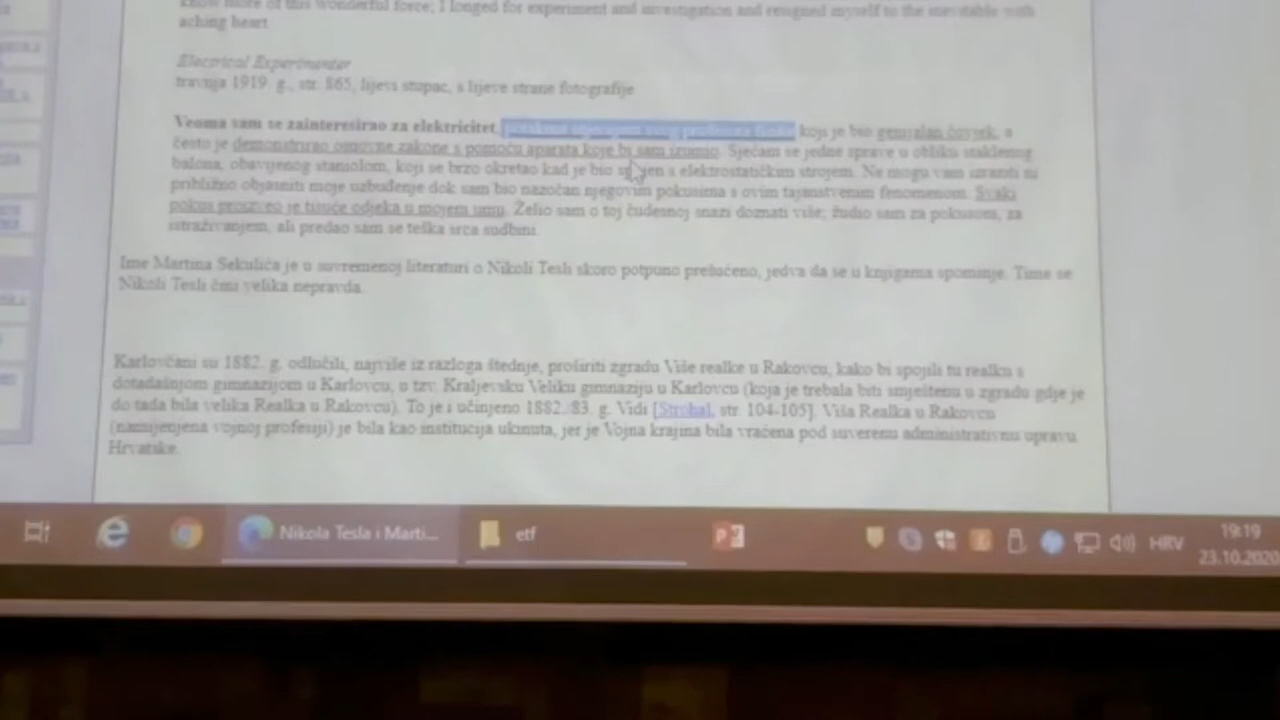 know more of this wonderful force; I longed for experiment and investigation and resigned myself to the inevitable with
aching heart.
Electrical Experimenter
travnja 1919. g., str. 865, lijevi stupac, s lijeve strane fotografije
Veoma sam se zainteresirao za elektricitet, koji je bio genijalan čovjek, a
često je demonstrirao osnovne zakone s pomoću aparata koje bi sam izumio. Sjećam se jedne sprave u obliku staklenog
balona, obavijenog staniolom, koji se brzo okretao kad je bio spojen s elektrostatičkim strojem. Ne mogu vam izraziti ni
približno objasniti moje uzbuđenje dok sam bio nazočan njegovim pokusima s ovim tajanstvenim fenomenom. Svaki
pokus proizveo je tisuće odjeka u mojem umu. Želio sam o toj čudesnoj snazi doznati više; žudio sam za pokusom, za
istraživanjem, ali predao sam se teška srca sudbini.
Ime Martina Sekulića je u suvremenoj literaturi o Nikoli Tesli skoro potpuno prešućeno, jedva da se u knjigama spominje. Time se
Nikoli Tesli čini velika nepravda.
Karlovčani su 1882. g. odlučili, najviše iz razloga štednje, proširiti zgradu Više realke u Rakovcu, kako bi spojili tu realku s
dotadašnjom gimnazijom u Karlovcu, u tzv. Kraljevsku Veliku gimnaziju u Karlovcu (koja je trebala biti smještena u zgradu gdje je
do tada bila velika Realka u Rakovcu). To je i učinjeno 1882./83. g. Vidi [Strohal, str. 104-105]. Viša Realka u Rakovcu
(namijenjena vojnoj profesiji) je bila kao institucija ukinuta, jer je Vojna krajina bila vraćena pod suverenu administrativnu upravu
Hrvatske.
Nikola Tesla i Marti... etf HRV 19:19
23.10.2020